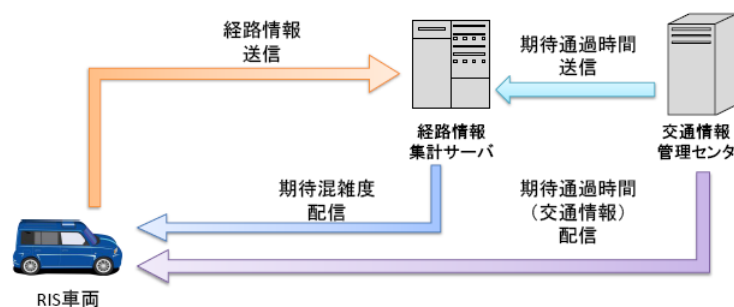 経路情報
送信
期待通過時間
送信
経路情報
集計サーバ
交通情報
管理センタ
期待混雑度
配信
期待通過時間
（交通情報）
配信
RIS車両